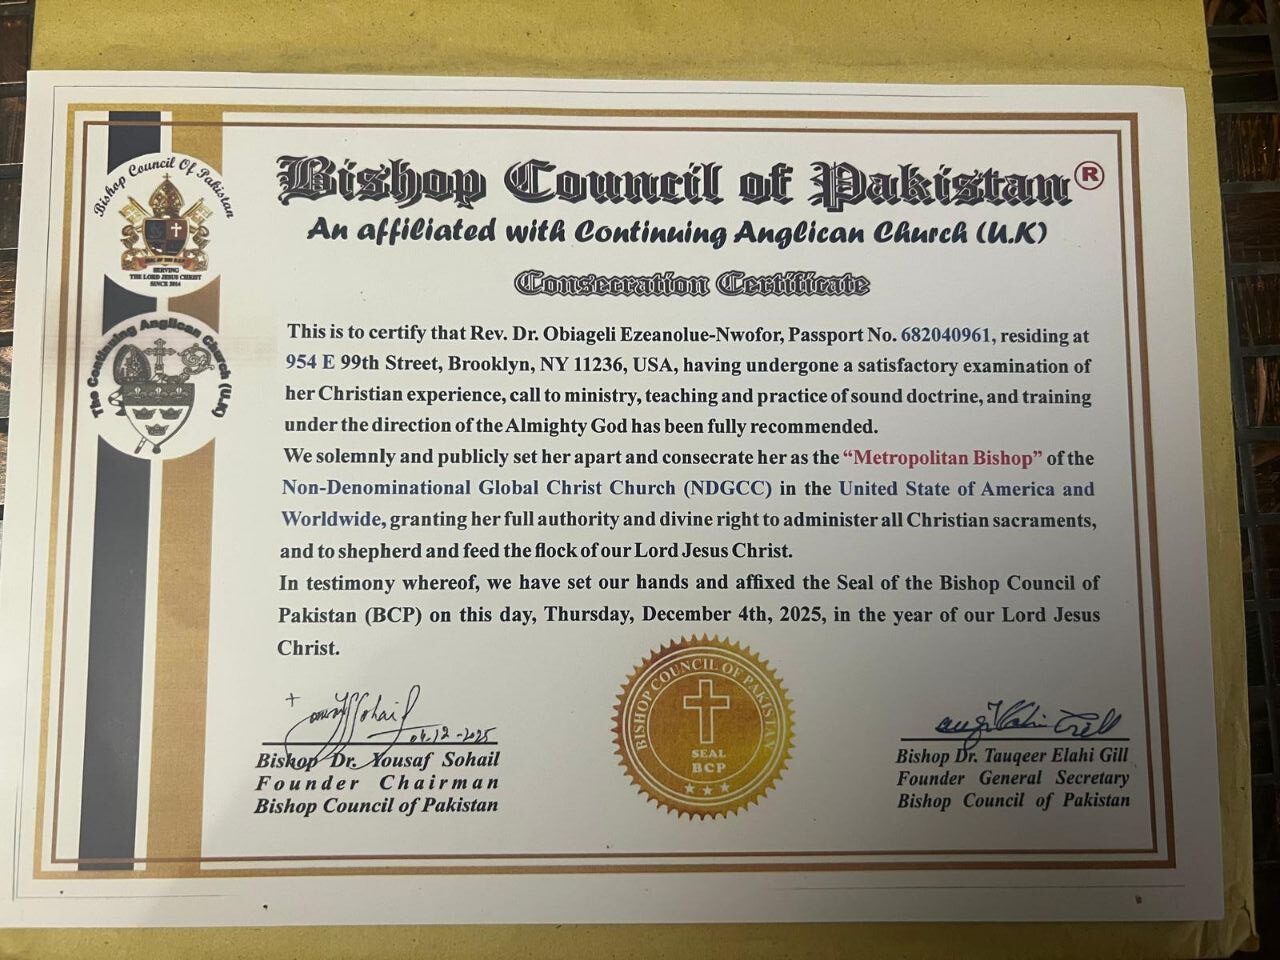 Bishop Council Of Pakistan
SERVING
THE LORD JESUS CHRIST
SINCE 2014
The Continuing Anglican Church (U.K)
Bishop Council of Pakistan®
An affiliated with Continuing Anglican Church (U.K)
Consecration Certificate
This is to certify that Rev. Dr. Obiageli Ezeanolue-Nwofor, Passport No. 682040961, residing at
954 E 99th Street, Brooklyn, NY 11236, USA, having undergone a satisfactory examination of
her Christian experience, call to ministry, teaching and practice of sound doctrine, and training
under the direction of the Almighty God has been fully recommended.
We solemnly and publicly set her apart and consecrate her as the “Metropolitan Bishop” of the
Non-Denominational Global Christ Church (NDGCC) in the United State of America and
Worldwide, granting her full authority and divine right to administer all Christian sacraments,
and to shepherd and feed the flock of our Lord Jesus Christ.
In testimony whereof, we have set our hands and affixed the Seal of the Bishop Council of
Pakistan (BCP) on this day, Thursday, December 4th, 2025, in the year of our Lord Jesus
Christ.
04.12-2025
Bishop Dr. Yousaf Sohail
Founder Chairman
Bishop Council of Pakistan
BISHOP COUNCIL OF PAKISTAN
SEAL
BCP
Bishop Dr. Tauqeer Elahi Gill
Founder General Secretary
Bishop Council of Pakistan